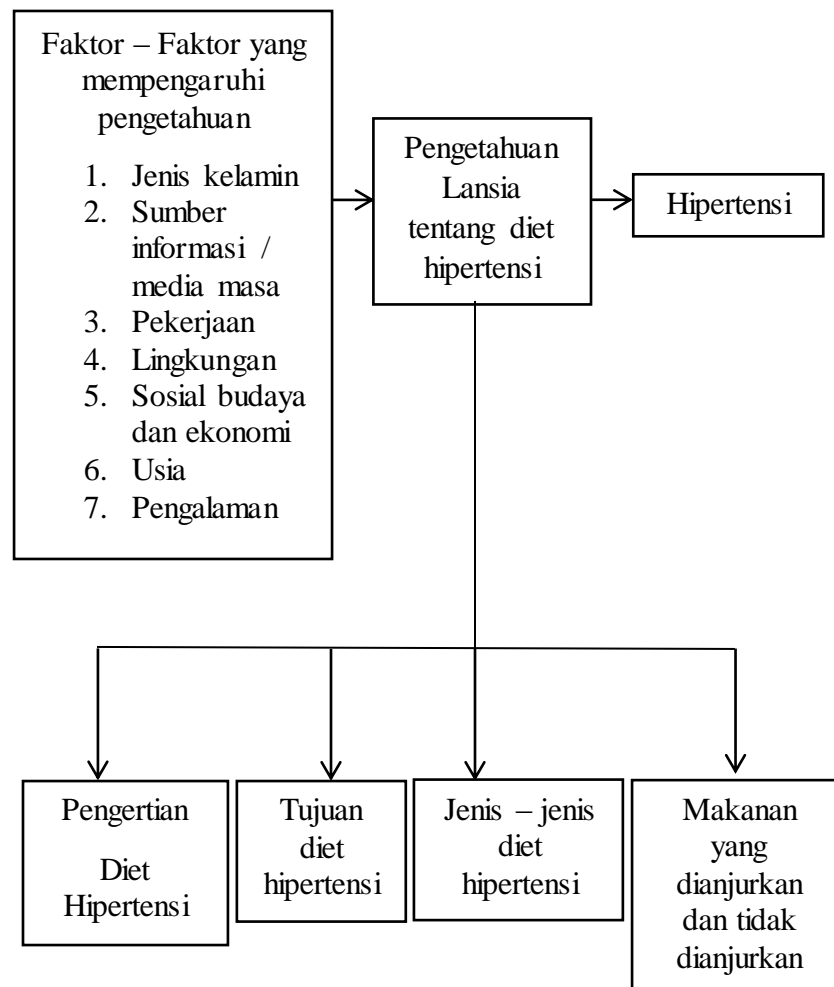 Faktor – Faktor yang
mempengaruhi
pengetahuan
1. Jenis kelamin
2. Sumber
informasi /
media masa
3. Pekerjaan
4. Lingkungan
5. Sosial budaya
dan ekonomi
6. Usia
7. Pengalaman
Pengetahuan
Lansia
tentang diet
hipertensi
Hipertensi
Pengertian
Diet
Hipertensi
Tujuan
diet
hipertensi
Jenis – jenis
diet
hipertensi
Makanan
yang
dianjurkan
dan tidak
dianjurkan